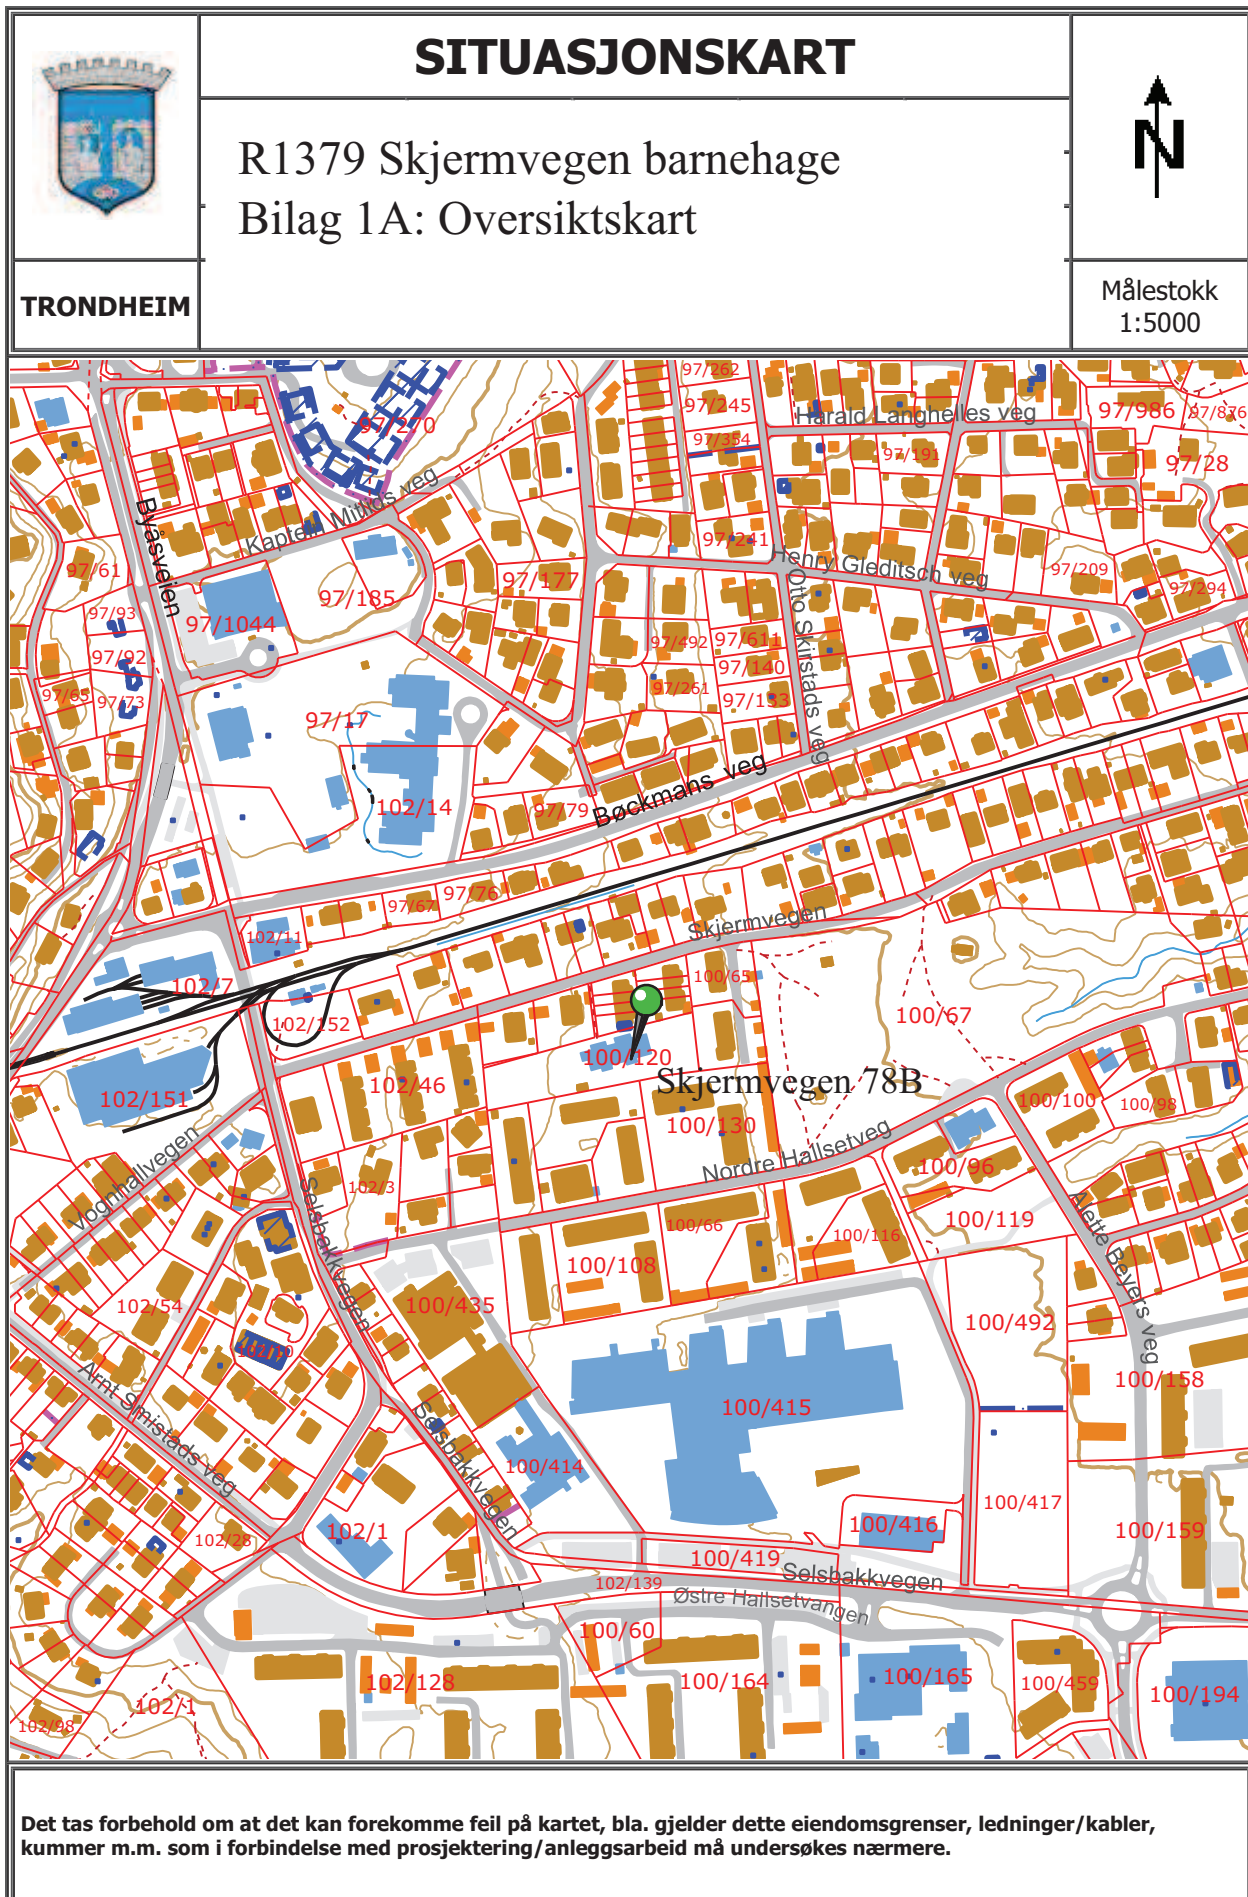 SITUASJONSKART
R1379 Skjermvegen barnehage
Bilag 1A: Oversiktskart
N
TRONDHEIM
Målestokk
1:5000
97/262
97/245
97/354
Harald Langhelles veg
97/986
97/876
97/270
97/191
97/28
Byåsveien
Kaptein Mitlids veg
97/241
Henry Gleditsch veg
97/61
97/177
97/209
97/294
97/185
97/93
97/1044
97/492
97/611
Otto Skirstads veg
97/92
97/140
97/65
97/73
97/261
97/133
97/17
Bøckmans veg
102/14
97/79
97/67
97/76
Skjermvegen
102/11
102/7
100/65
102/152
100/67
100/120
102/46
Skjermvegen 78B
102/151
100/100
100/98
100/130
Vognhallvegen
Nordre Hallsetveg
100/96
102/3
Selsbakkvegen
Alette Beyers veg
100/66
100/119
100/116
100/108
102/54
100/435
100/492
100/158
Arnt Smistads veg
100/415
Selsbakkvegen
100/414
100/417
100/416
100/159
102/28
102/1
100/419
Selsbakkvegen
102/139
Østre Hallsetvangen
100/60
102/128
100/164
100/165
100/459
100/194
102/1
102/98
Det tas forbehold om at det kan forekomme feil på kartet, bla. gjelder dette eiendomsgrenser, ledninger/kabler,
kummer m.m. som i forbindelse med prosjektering/anleggsarbeid må undersøkes nærmere.